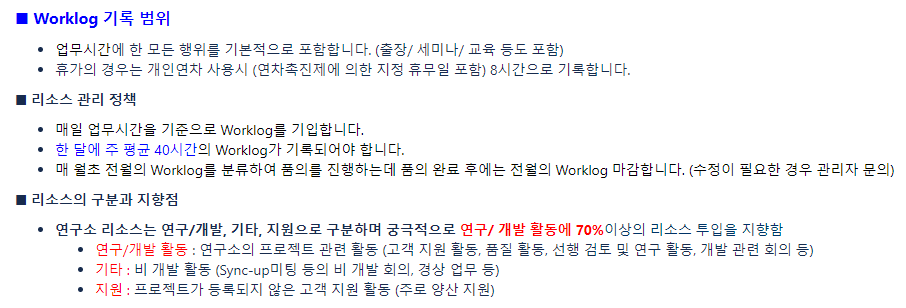 ■ Worklog 기록 범위
• 업무시간에 한 모든 행위를 기본적으로 포함합니다. (출장/ 세미나/ 교육 등도 포함)
• 휴가의 경우는 개인연차 사용시 (연차촉진제에 의한 지정 휴무일 포함) 8시간으로 기록합니다.
■ 리소스 관리 정책
• 매일 업무시간을 기준으로 Worklog를 기입합니다.
• 한 달에 주 평균 40시간의 Worklog가 기록되어야 합니다.
• 매 월초 전월의 Worklog를 분류하여 품의를 진행하는데 품의 완료 후에는 전월의 Worklog 마감합니다. (수정이 필요한 경우 관리자 문의)
■ 리소스의 구분과 지향점
• 연구소 리소스는 연구/개발, 기타, 지원으로 구분하며 궁극적으로 연구/ 개발 활동에 70%이상의 리소스 투입을 지향함
• 연구/개발 활동 : 연구소의 프로젝트 관련 활동 (고객 지원 활동, 품질 활동, 선행 검토 및 연구 활동, 개발 관련 회의 등)
• 기타 : 비 개발 활동 (Sync-up미팅 등의 비 개발 회의, 경상 업무 등)
• 지원 : 프로젝트가 등록되지 않은 고객 지원 활동 (주로 양산 지원)